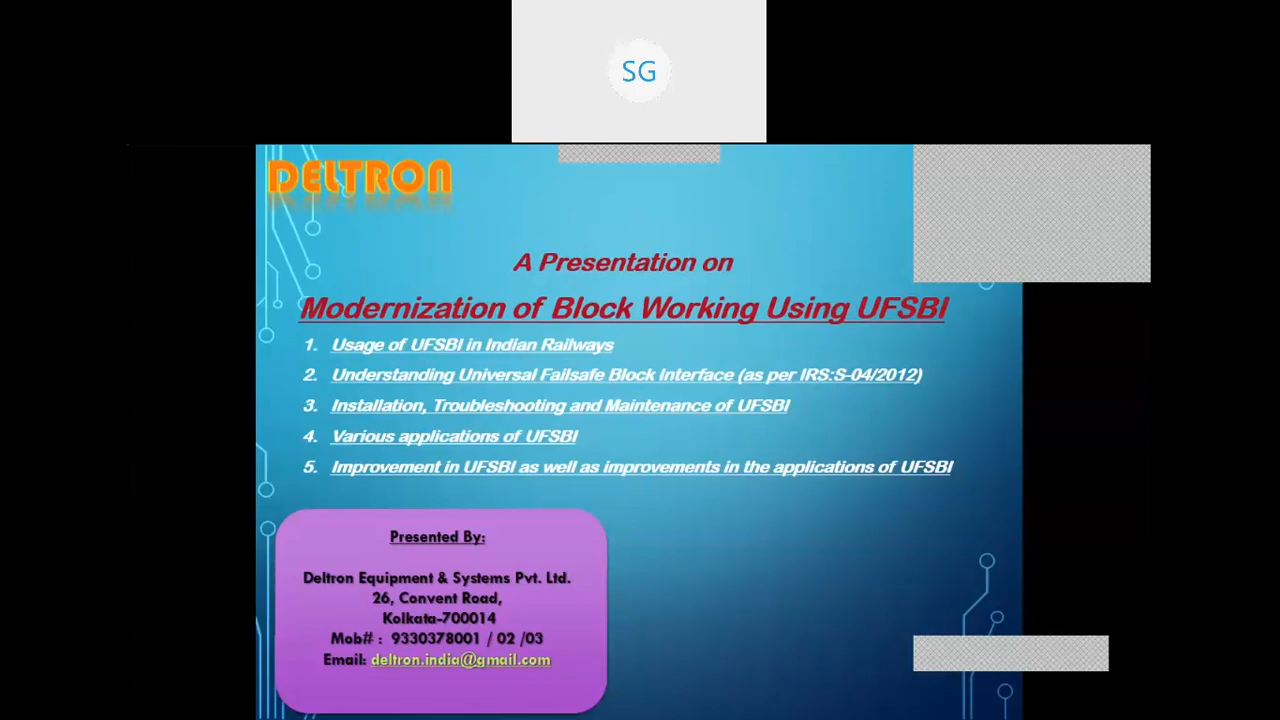 SG
DELTRON
A Presentation on
Modernization of Block Working Using UFSBI
1. Usage of UFSBI in Indian Railways
2. Understanding Universal Failsafe Block Interface (as per IRS:S-04/2012)
3. Installation, Troubleshooting and Maintenance of UFSBI
4. Various applications of UFSBI
5. Improvement in UFSBI as well as improvements in the applications of UFSBI
Presented By:
Deltron Equipment & Systems Pvt. Ltd.
26, Convent Road,
Kolkata-700014
Mob# : 9330378001 / 02 /03
Email: deltron.india@gmail.com